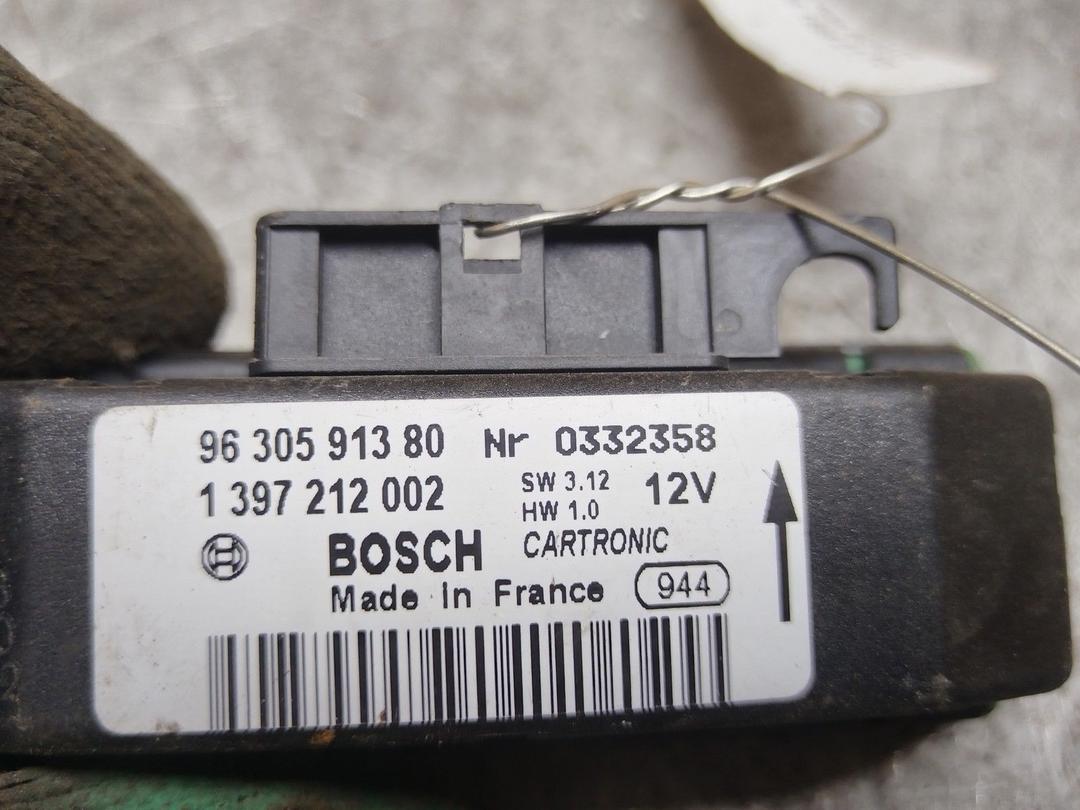 96 305 913 80 Nr 0332358
1 397 212 002 SW 3.12 12V
HW 1.0
BOSCH CARTRONIC
Made in France 944